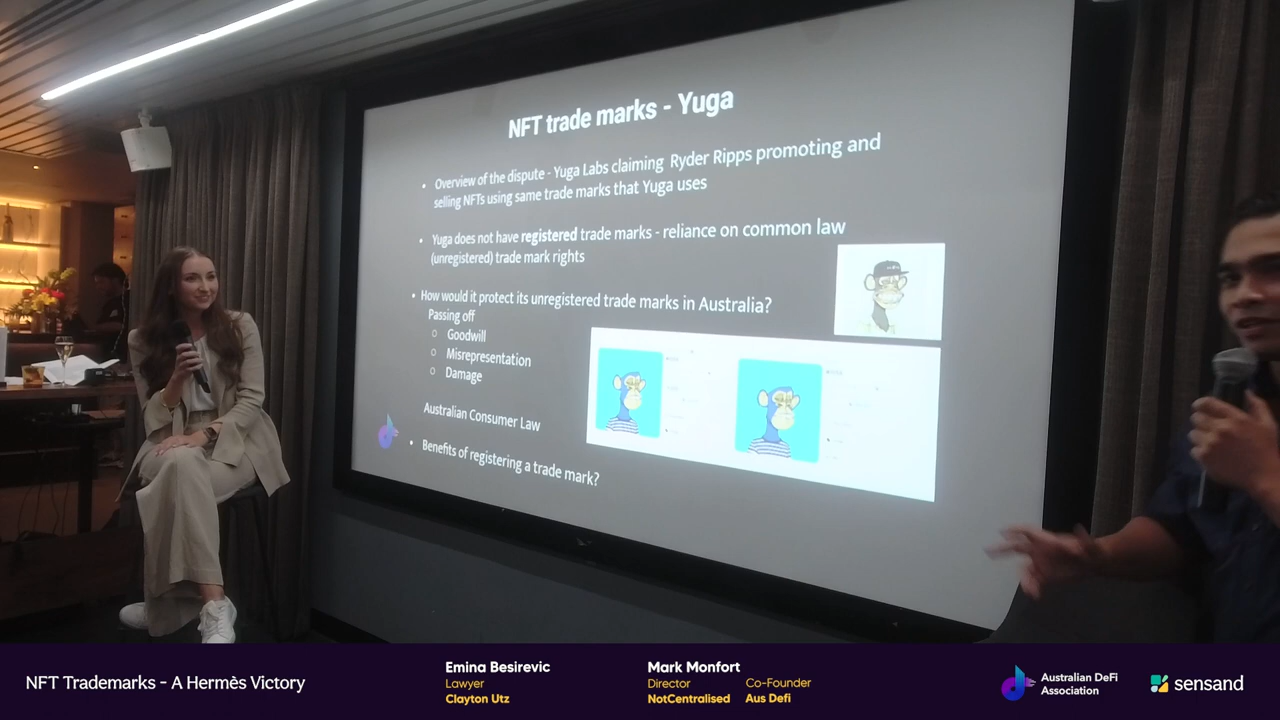 NFT trade marks - Yuga
• Overview of the dispute - Yuga Labs claiming Ryder Ripps promoting and
selling NFTs using same trade marks that Yuga uses
• Yuga does not have registered trade marks - reliance on common law
(unregistered) trade mark rights
• How would it protect its unregistered trade marks in Australia?
Passing off
○ Goodwill
○ Misrepresentation
○ Damage
Australian Consumer Law
• Benefits of registering a trade mark?
NFT Trademarks - A Hermès Victory
Emina Besirevic
Lawyer
Clayton Utz
Mark Monfort
Director
NotCentralised
Co-Founder
Aus Defi
Australian DeFi
Association
sensand